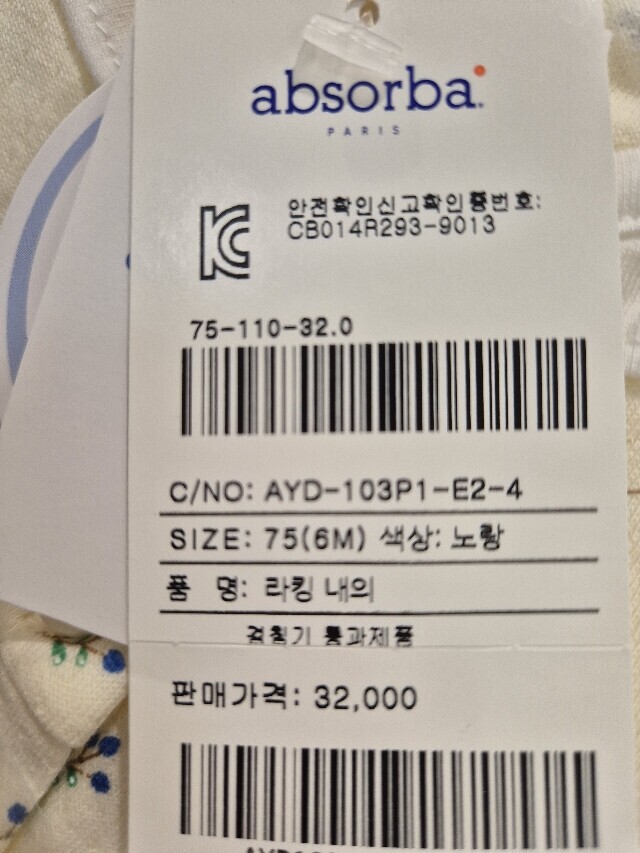 absorba
PARIS
안전확인신고확인증번호:
CB014R293-9013
75-110-32.0
C/NO: AYD-103P1-E2-4
SIZE: 75(6M) 색상: 노랑
품 명: 라킹 내의
검침기 통과제품
판매가격: 32,000